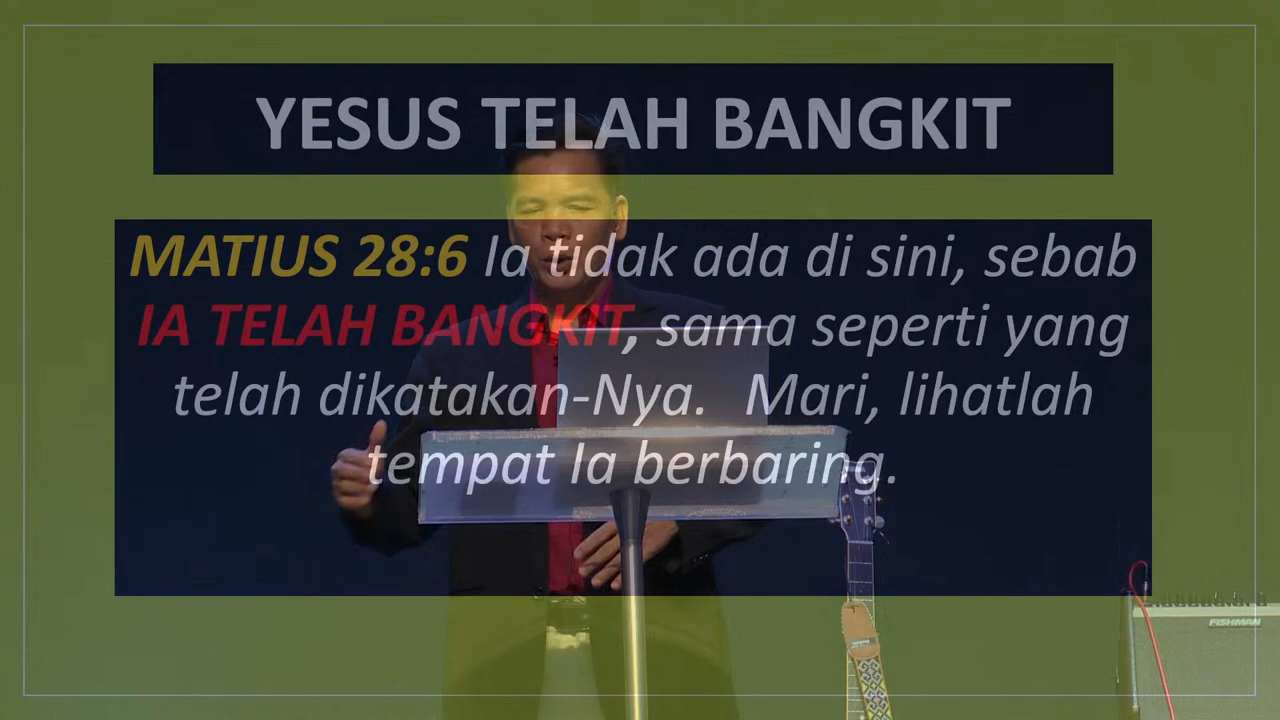 YESUS TELAH BANGKIT
MATIUS 28:6 Ia tidak ada di sini, sebab
IA TELAH BANGKIT, sama seperti yang
telah dikatakan-Nya. Mari, lihatlah
tempat Ia berbaring.
FISHMAN